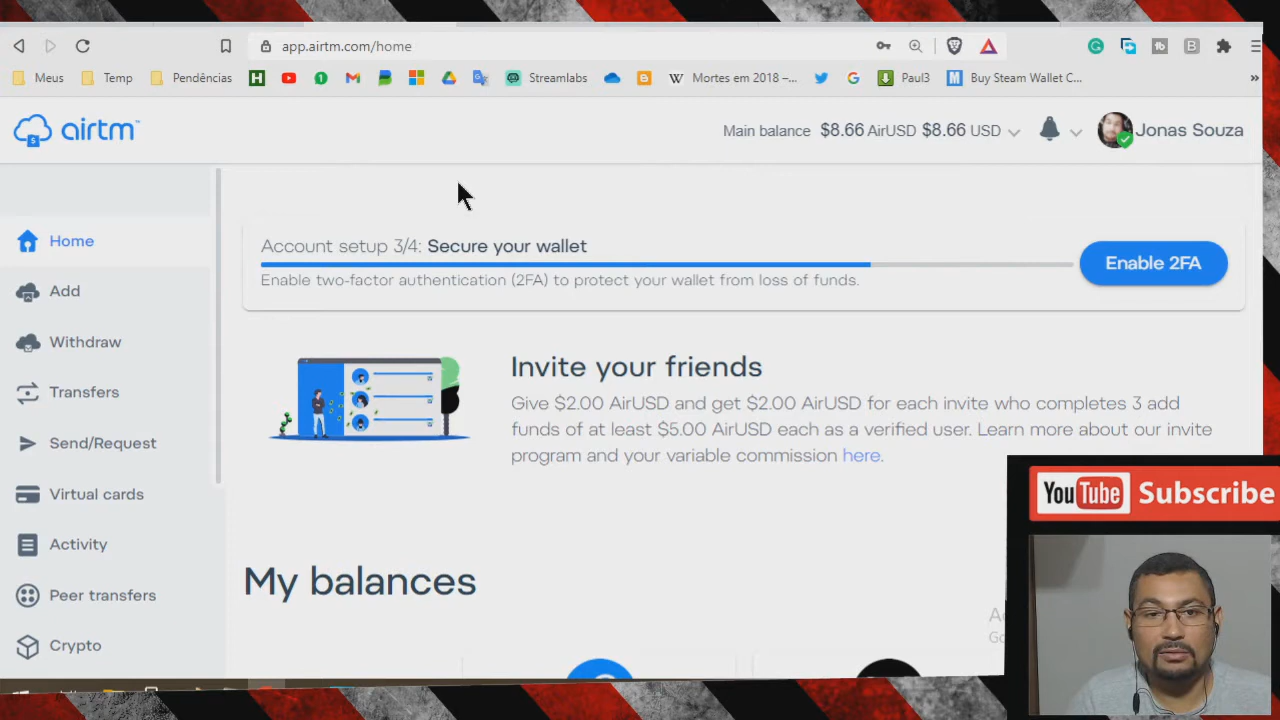 app.airtm.com/home
Meus Temp Pendências Streamlabs Mortes em 2018 –... Paul3 Buy Steam Wallet C... »
airtm™ Main balance $8.66 AirUSD $8.66 USD Jonas Souza
Home
Account setup 3/4: Secure your wallet
Enable 2FA
Enable two-factor authentication (2FA) to protect your wallet from loss of funds.
Add
Withdraw
Transfers
Send/Request
Virtual cards
Activity
Peer transfers
Crypto
Invite your friends
Give $2.00 AirUSD and get $2.00 AirUSD for each invite who completes 3 add
funds of at least $5.00 AirUSD each as a verified user. Learn more about our invite
program and your variable commission here.
My balances
YouTube Subscribe